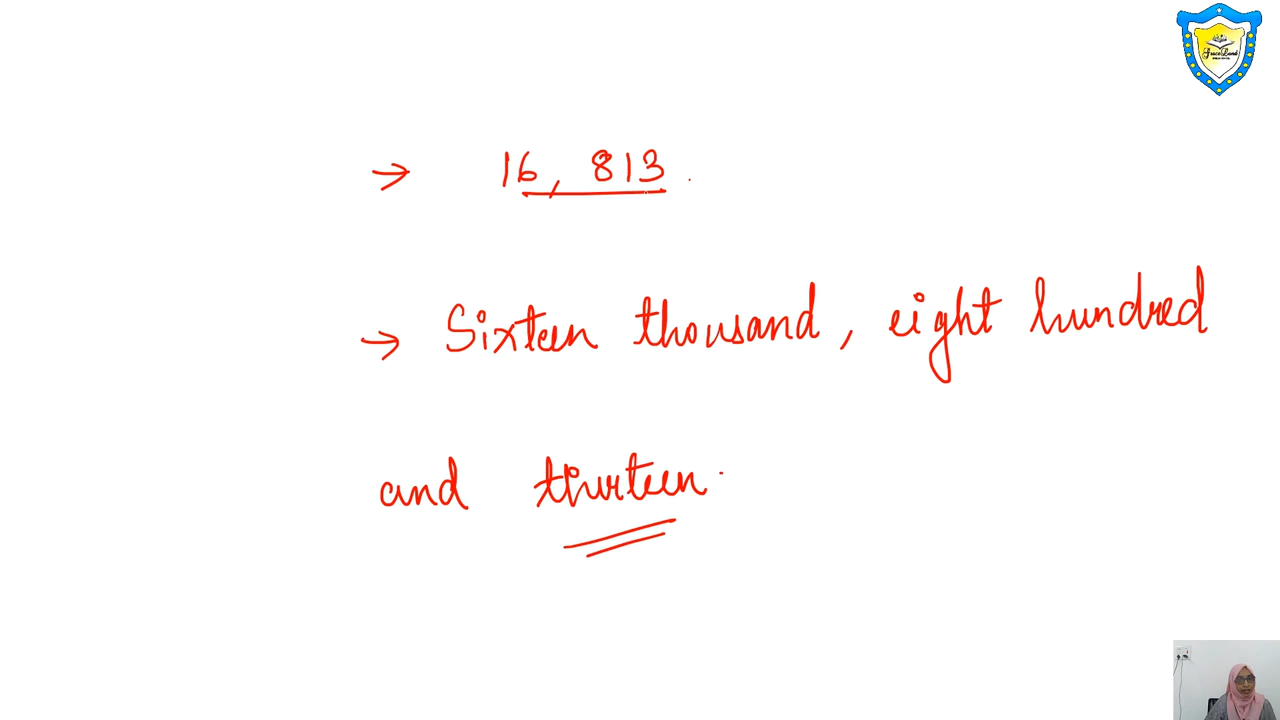 → 16, 813.
→ Sixteen thousand, eight hundred
and thirteen.